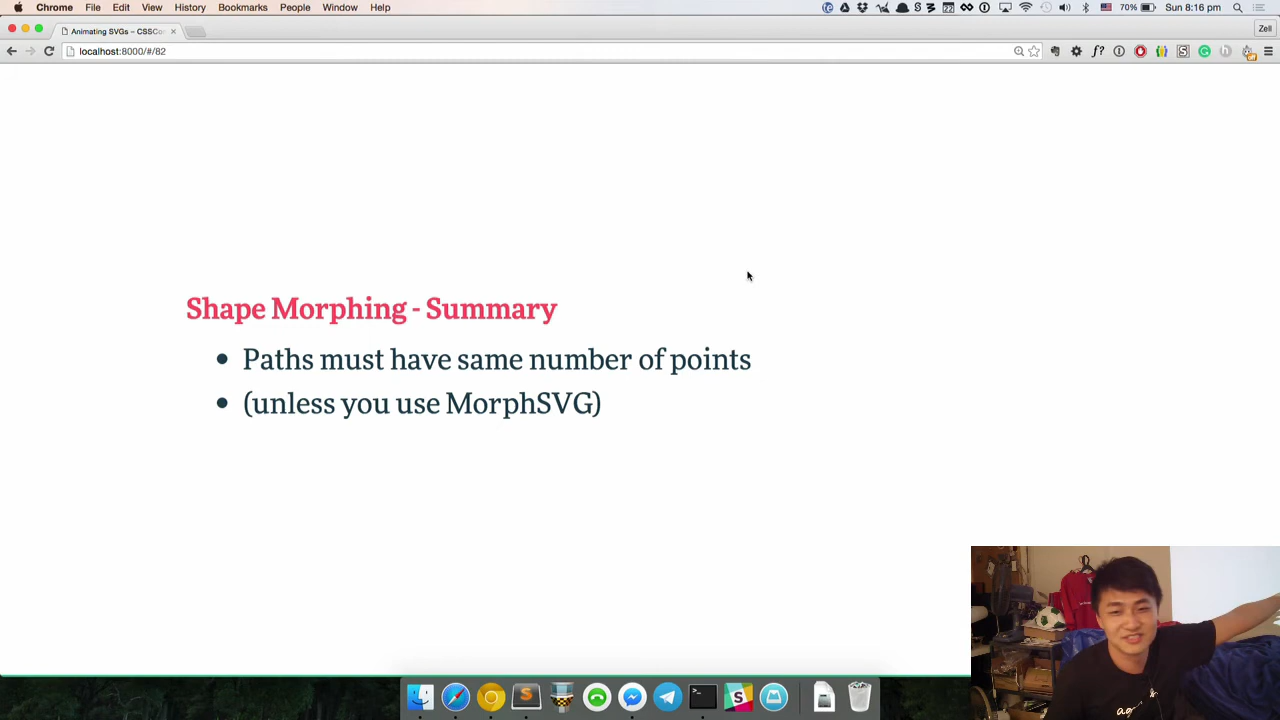 Chrome File Edit View History Bookmarks People Window Help
70% Sun 8:16 pm
Animating SVGs – CSSCo
Zell
localhost:8000/#/82
Shape Morphing - Summary
• Paths must have same number of points
• (unless you use MorphSVG)